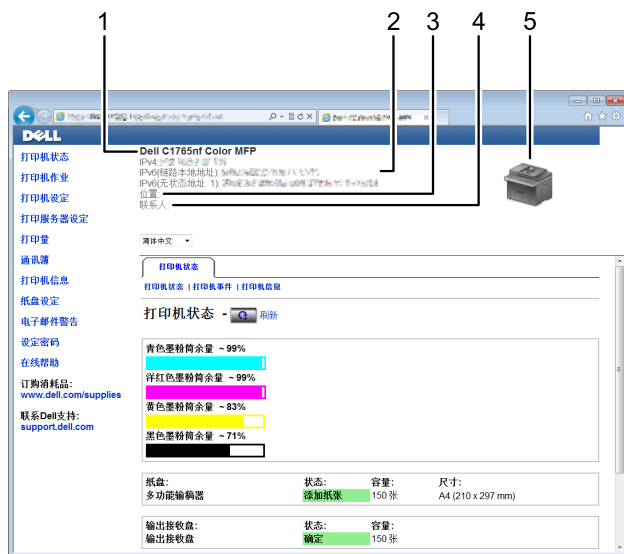 1 2 3 4 5
DELL
Dell C1765nf Color MFP
IPv4:
IPv6(链路本地地址):
IPv6(无状态地址 1):
位置:
联系人:
打印机状态
打印机作业
打印机设定
打印服务器设定
打印量
通讯簿
打印机信息
纸盘设定
电子邮件警告
设定密码
在线帮助
订购消耗品:
www.dell.com/supplies
联系Dell支持:
support.dell.com
简体中文
打印机状态
打印机状态 | 打印机事件 | 打印机信息
打印机状态 - 刷新
青色墨粉筒余量 ~ 99%
洋红色墨粉筒余量 ~ 99%
黄色墨粉筒余量 ~ 83%
黑色墨粉筒余量 ~ 71%
纸盘: 状态: 容量: 尺寸:
多功能输稿器 添加纸张 150 张 A4 (210 x 297 mm)
输出接收盘: 状态: 容量:
输出接收盘 确定 150 张